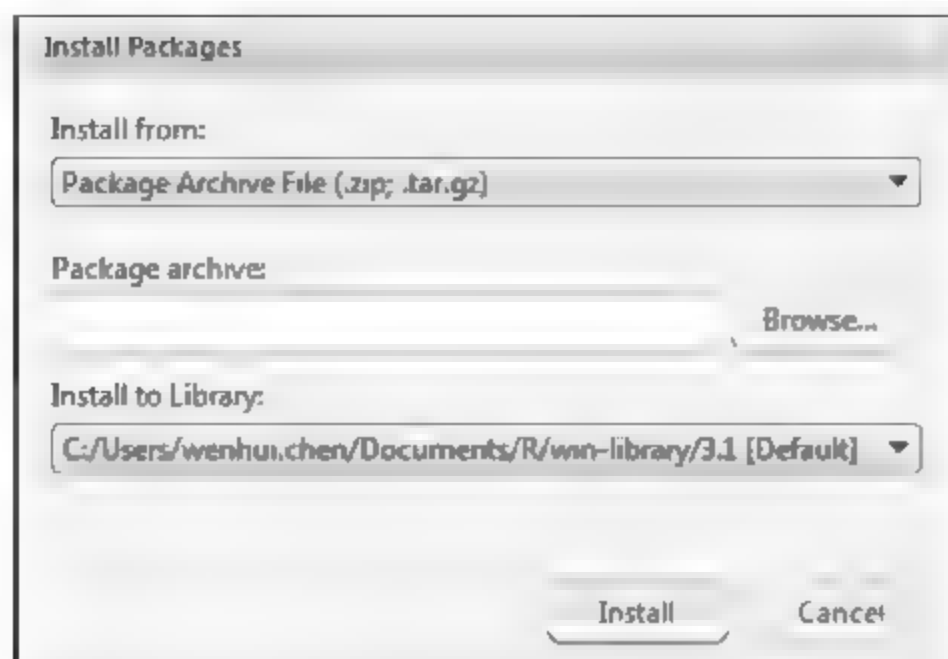 Install Packages
Install from:
Package Archive File (.zip; .tar.gz)
Package archive:
Browse...
Install to Library:
C:/Users/wenhui.chen/Documents/R/win-library/3.1 [Default]
Install
Cancel